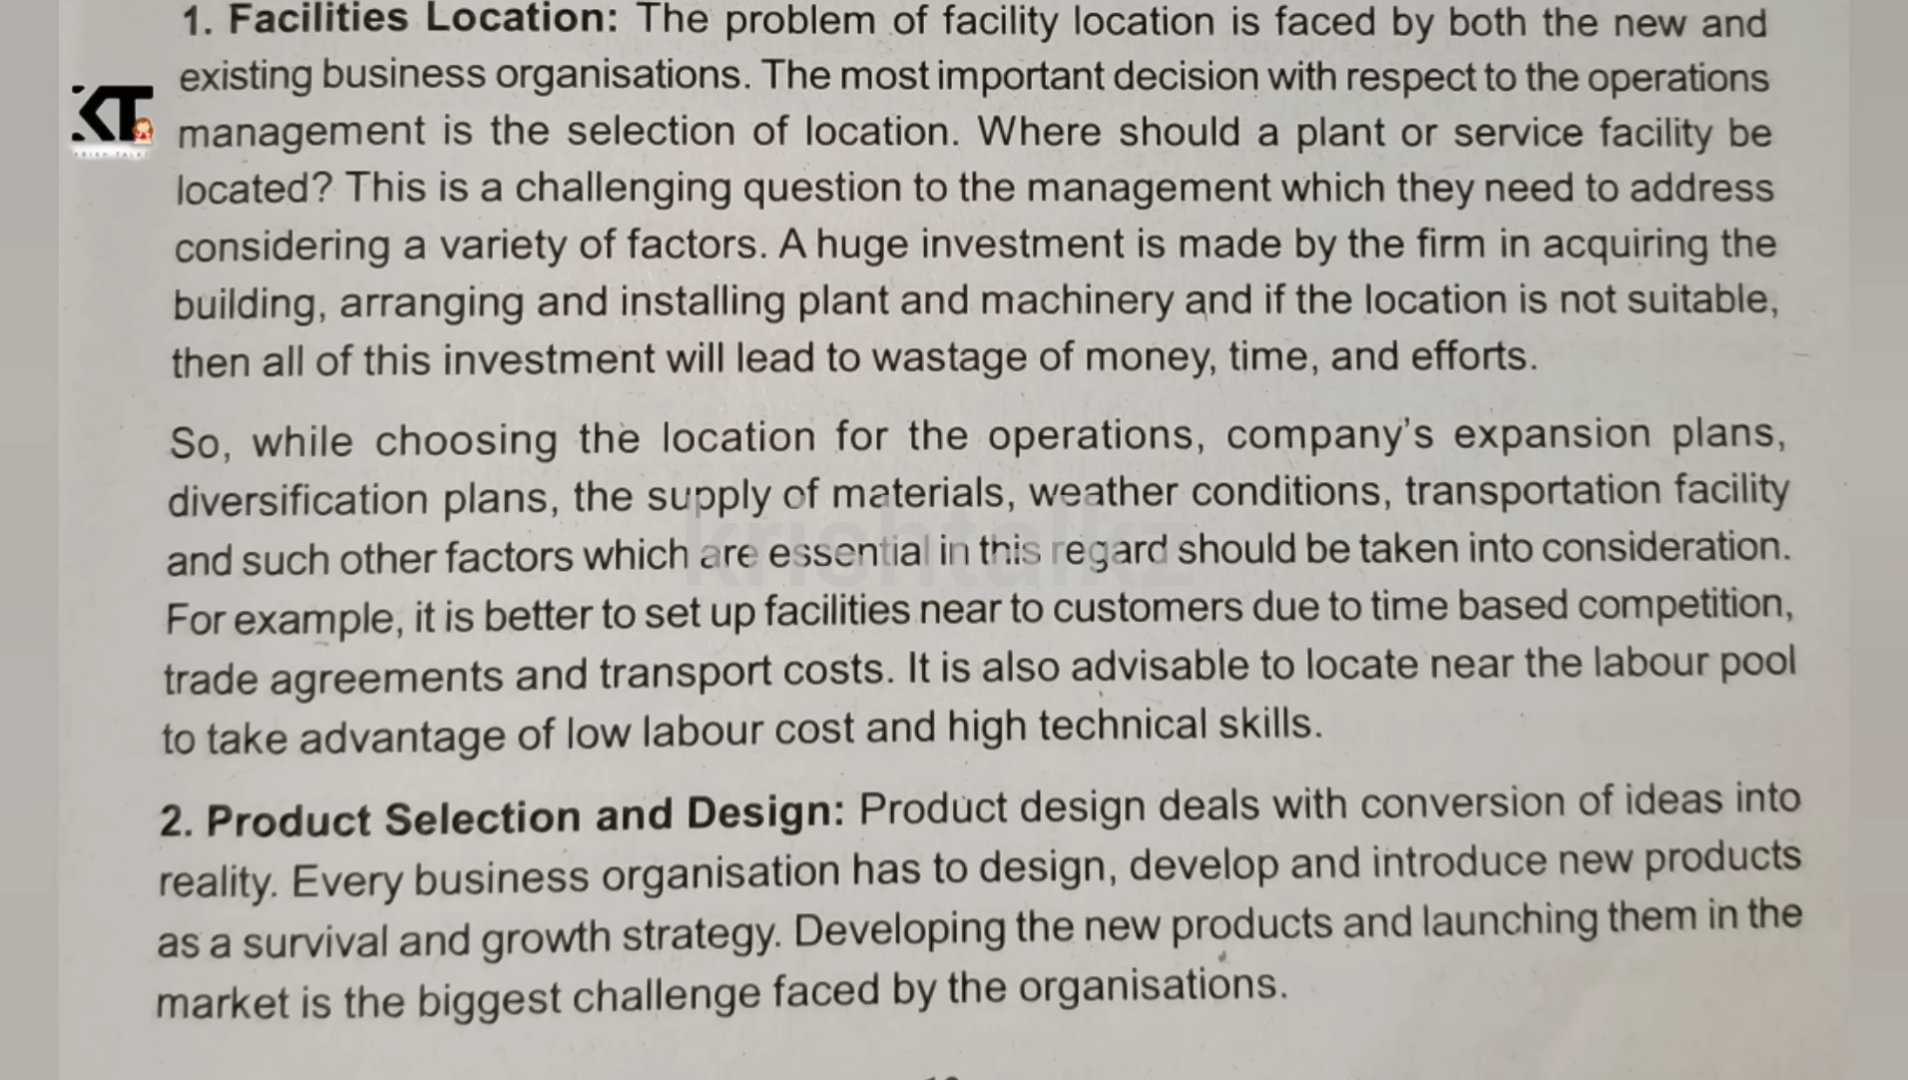 1. Facilities Location: The problem of facility location is faced by both the new and
existing business organisations. The most important decision with respect to the operations
KT
management is the selection of location. Where should a plant or service facility be
located? This is a challenging question to the management which they need to address
considering a variety of factors. A huge investment is made by the firm in acquiring the
building, arranging and installing plant and machinery and if the location is not suitable,
then all of this investment will lead to wastage of money, time, and efforts.
So, while choosing the location for the operations, company's expansion plans,
diversification plans, the supply of materials, weather conditions, transportation facility
krishtalkz
and such other factors which are essential in this regard should be taken into consideration.
For example, it is better to set up facilities near to customers due to time based competition,
trade agreements and transport costs. It is also advisable to locate near the labour pool
to take advantage of low labour cost and high technical skills.
2. Product Selection and Design: Product design deals with conversion of ideas into
reality. Every business organisation has to design, develop and introduce new products
as a survival and growth strategy. Developing the new products and launching them in the
market is the biggest challenge faced by the organisations.